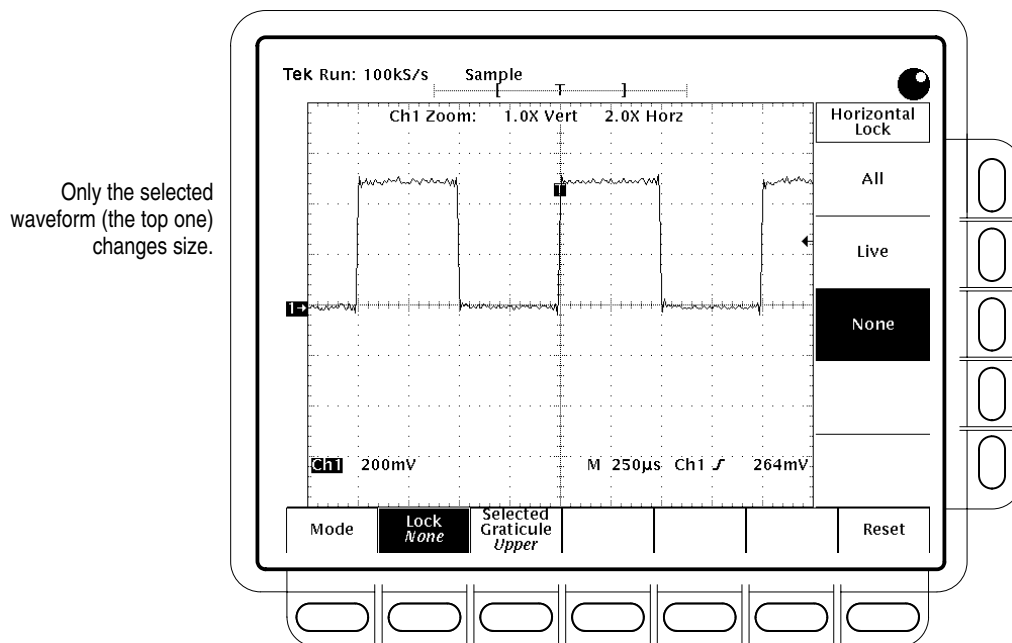 Only the selected
waveform (the top one)
changes size.
Tek Run: 100kS/s Sample
[ T ]
Ch1 Zoom: 1.0X Vert 2.0X Horz
T
1→
Ch1 200mV M 250µs Ch1 264mV
Horizontal
Lock
All
Live
None
Mode
Lock
None
Selected
Graticule
Upper
Reset